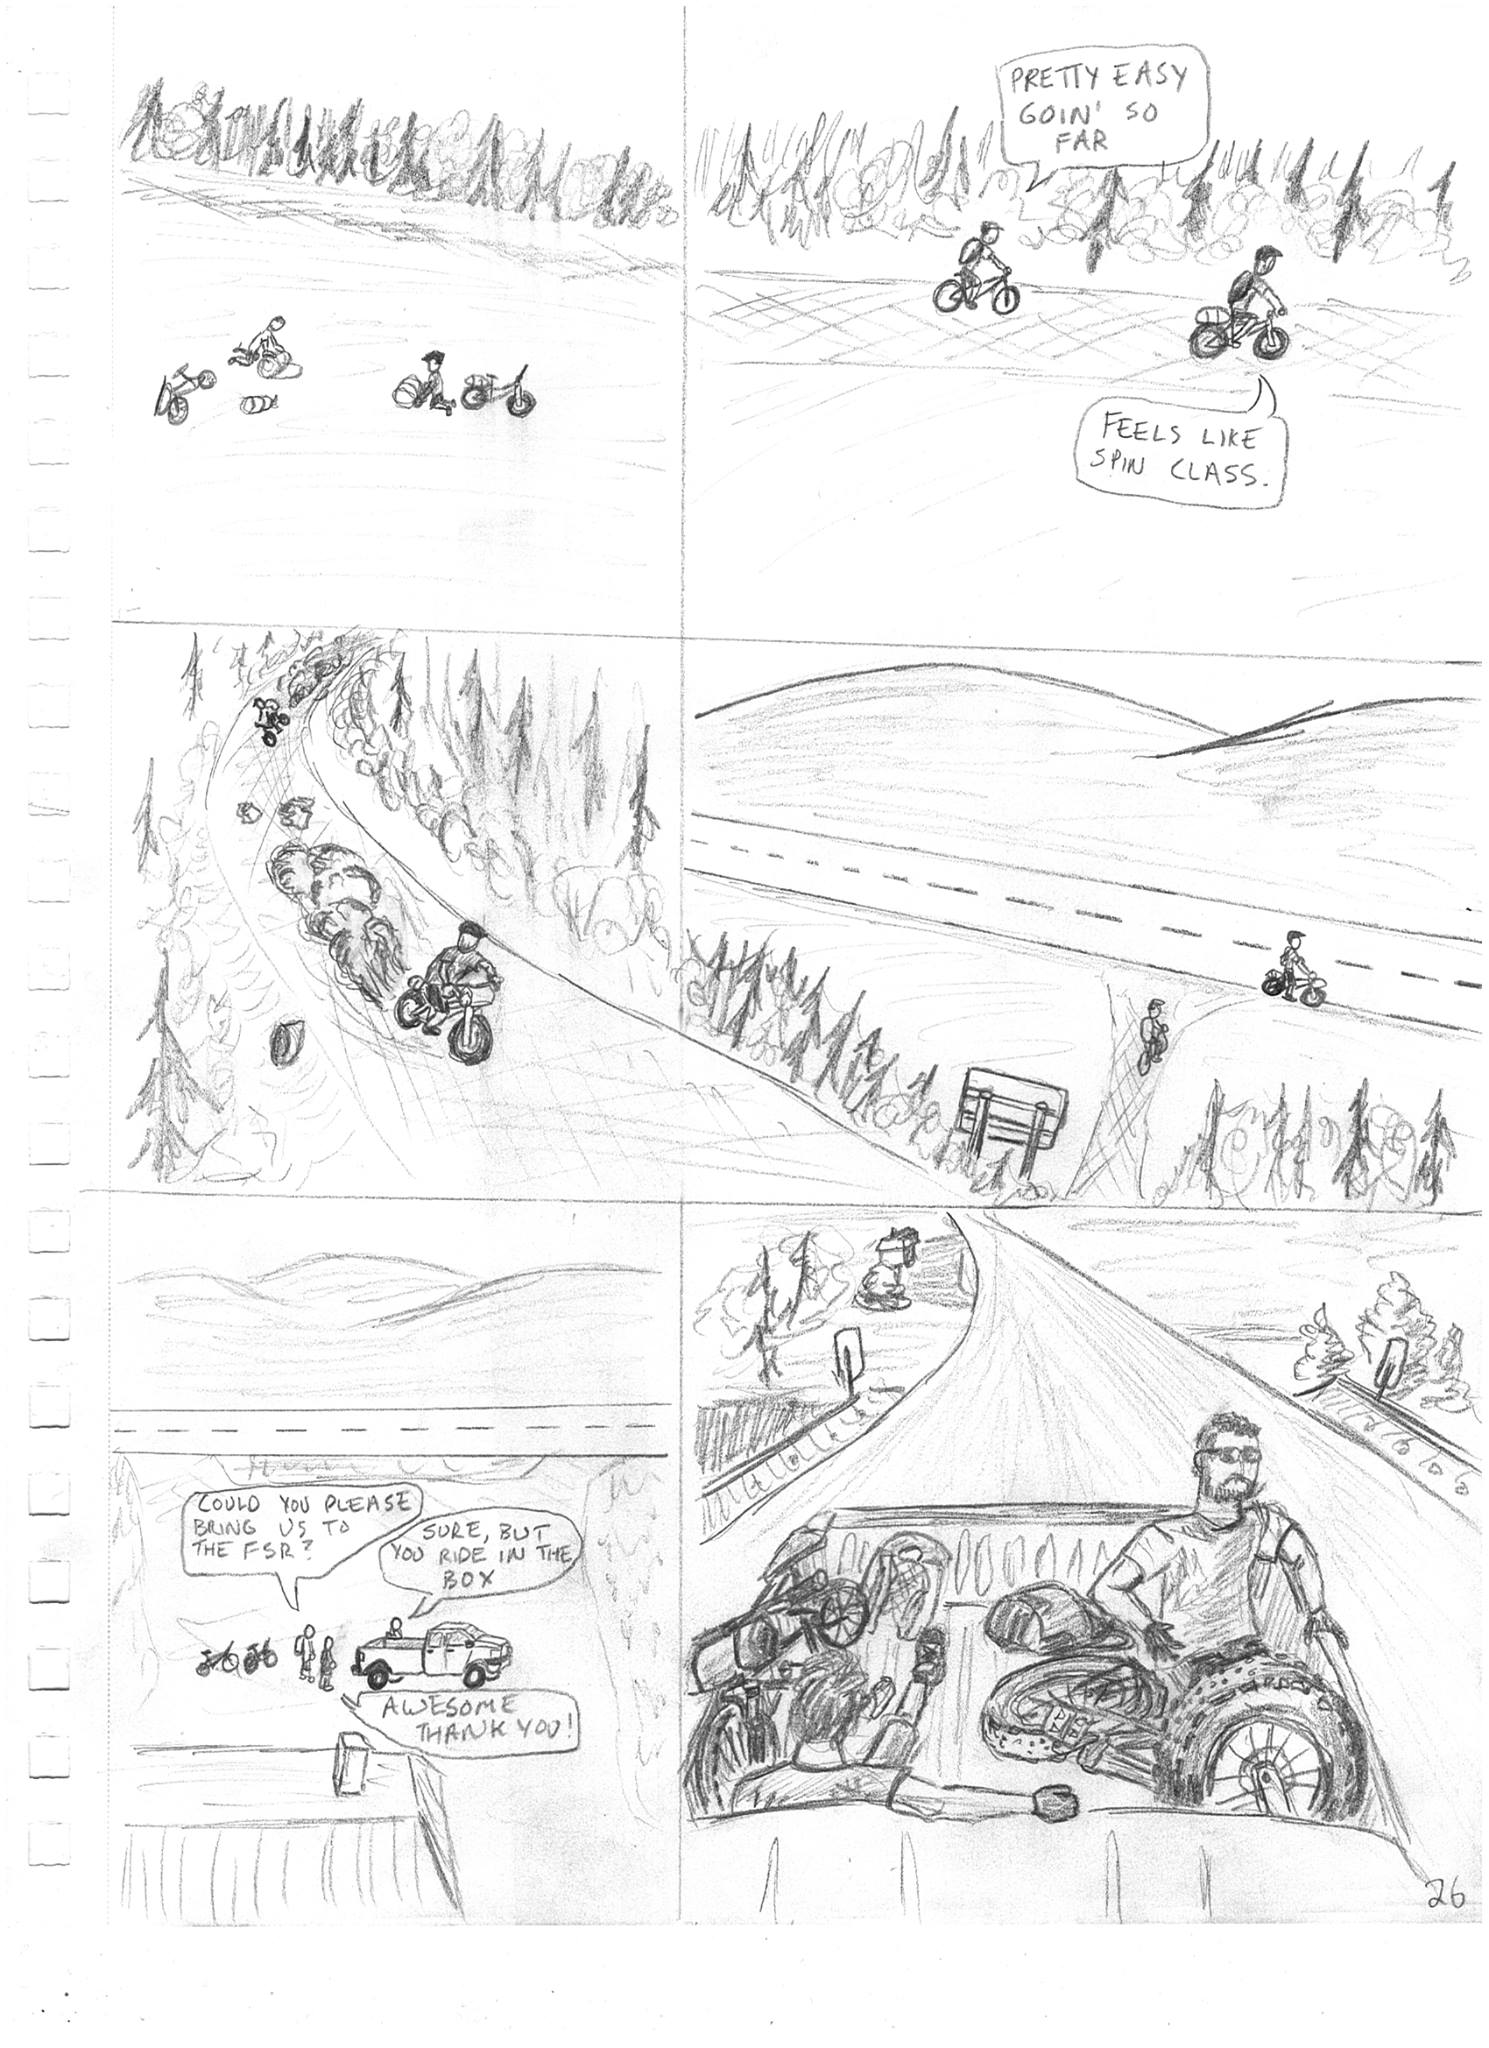 PRETTY EASY
GOIN' SO
FAR
FEELS LIKE
SPIN CLASS.
COULD YOU PLEASE
BRING US TO
THE FSR?
SURE, BUT
YOU RIDE IN THE
BOX
AWESOME
THANK YOU!
26